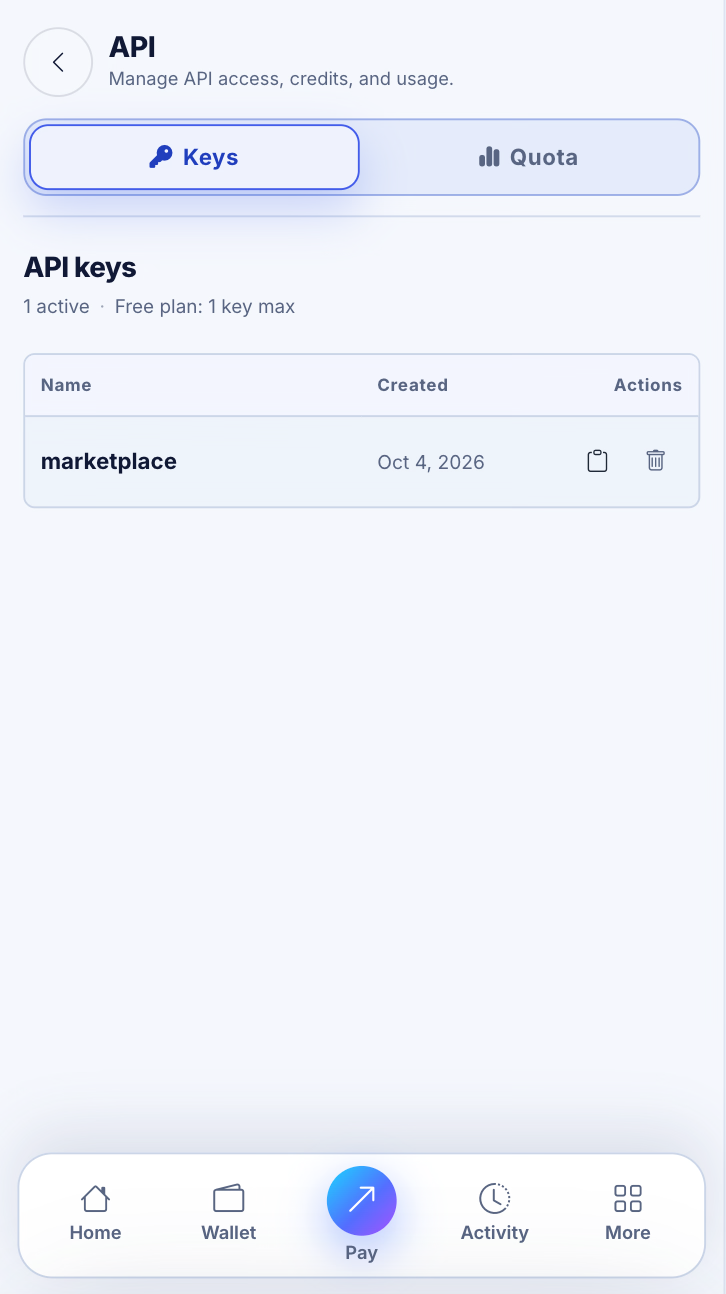 API
Manage API access, credits, and usage.
Keys
Quota
API keys
1 active · Free plan: 1 key max
Name Created Actions
marketplace Oct 4, 2026
Home Wallet Pay Activity More